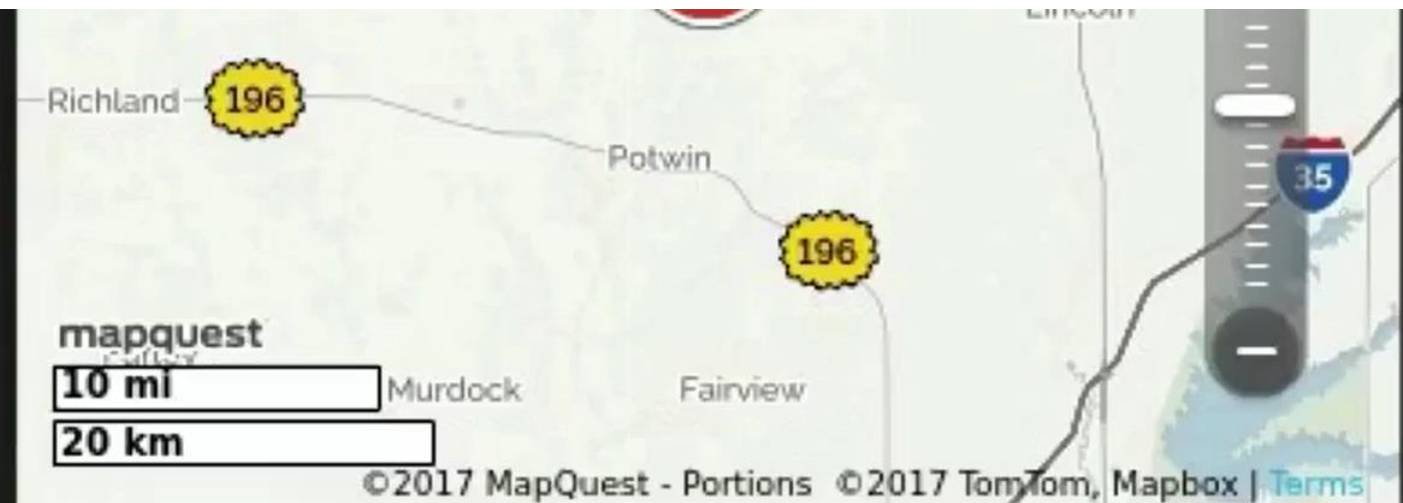 Lincoln
Richland 196
Potwin
35
196
mapquest
10 mi Murdock Fairview
20 km
©2017 MapQuest - Portions ©2017 TomTom, Mapbox | Terms